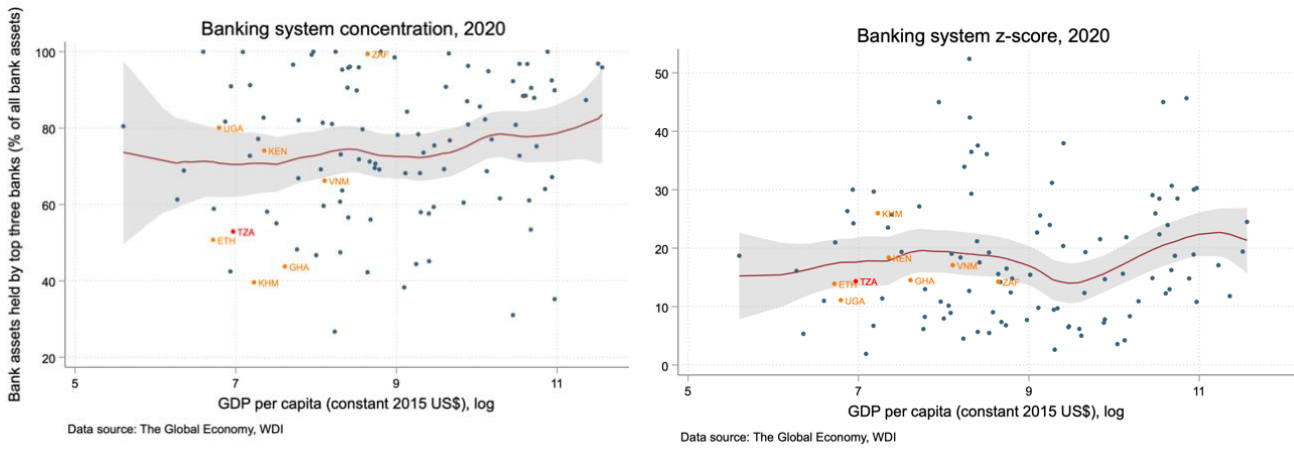 Banking system concentration, 2020
Bank assets held by top three banks (% of all bank assets)
100
80
60
40
20
ZAF
UGA
KEN
VNM
TZA
ETH
GHA
KHM
5 7 9 11
GDP per capita (constant 2015 US$), log
Data source: The Global Economy, WDI
Banking system z-score, 2020
50
40
30
20
10
0
KHM
KEN
VNM
ETH
TZA
GHA
ZAF
UGA
5 7 9 11
GDP per capita (constant 2015 US$), log
Data source: The Global Economy, WDI